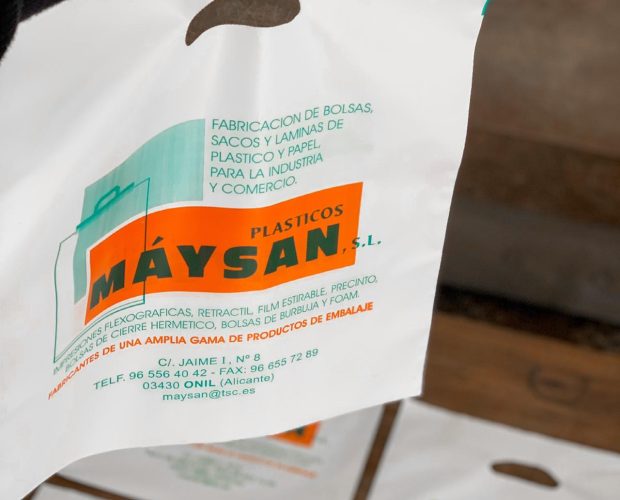 FABRICACION DE BOLSAS,
SACOS Y LAMINAS DE
PLASTICO Y PAPEL,
PARA LA INDUSTRIA
Y COMERCIO.
PLASTICOS
MÁYSAN, S.L.
IMPRESIONES FLEXOGRAFICAS, RETRACTIL, FILM ESTIRABLE, PRECINTO,
BOLSAS DE CIERRE HERMETICO, BOLSAS DE BURBUJA Y FOAM.
FABRICANTES DE UNA AMPLIA GAMA DE PRODUCTOS DE EMBALAJE
C/. JAIME 1, Nº 8
TELF. 96 556 40 42 - FAX: 96 655 72 89
03430 ONIL (Alicante)
maysan@tsc.es